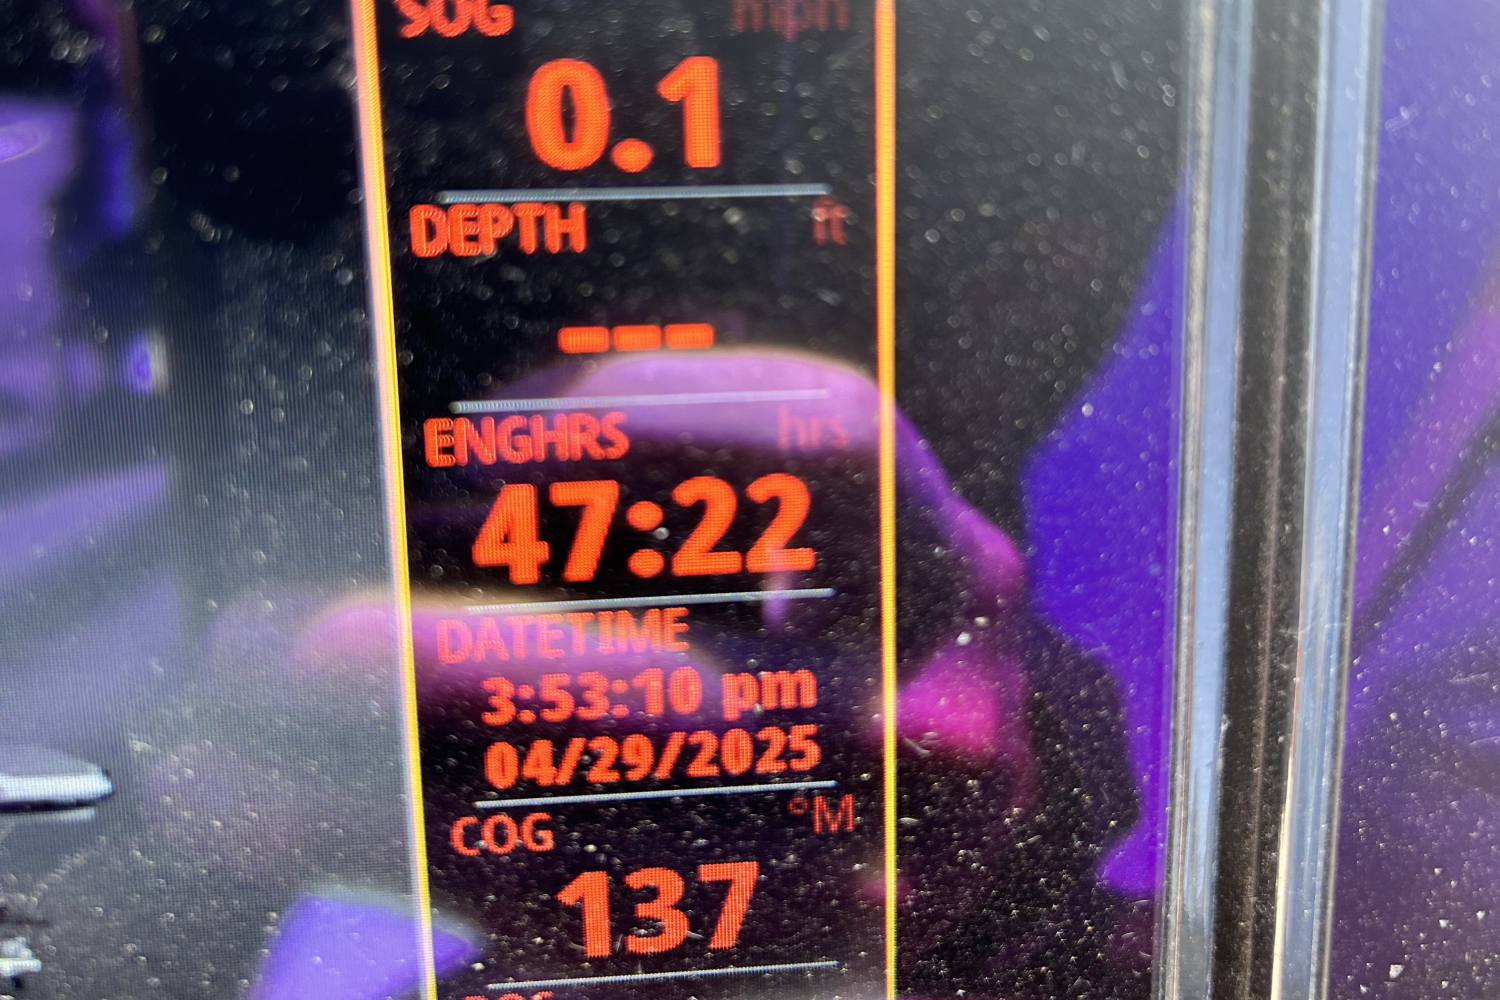 SOG mph
0.1
DEPTH ft
---
ENGHRS hrs
47:22
DATETIME
3:53:10 pm
04/29/2025
COG °M
137